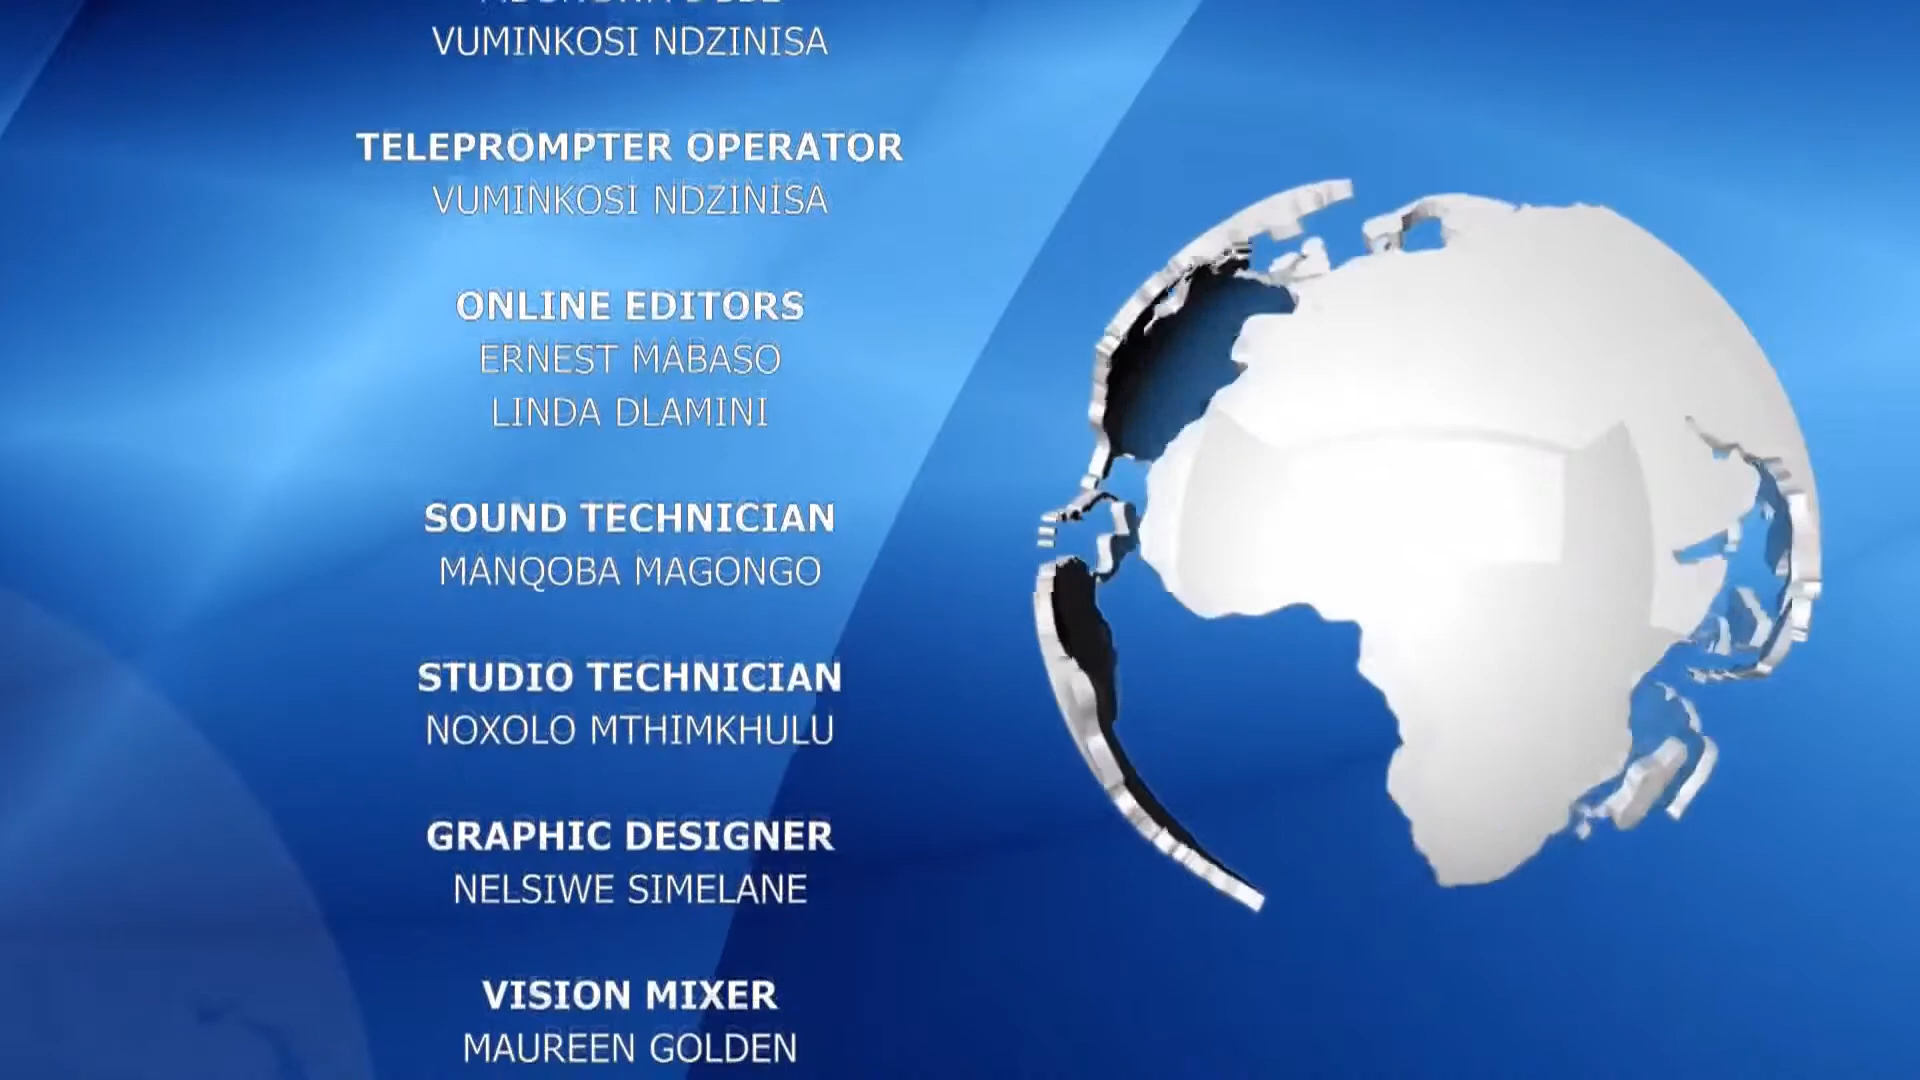 VUMINKOSI NDZINISA
TELEPROMPTER OPERATOR
VUMINKOSI NDZINISA
ONLINE EDITORS
ERNEST MABASO
LINDA DLAMINI
SOUND TECHNICIAN
MANQOBA MAGONGO
STUDIO TECHNICIAN
NOXOLO MTHIMKHULU
GRAPHIC DESIGNER
NELSIWE SIMELANE
VISION MIXER
MAUREEN GOLDEN